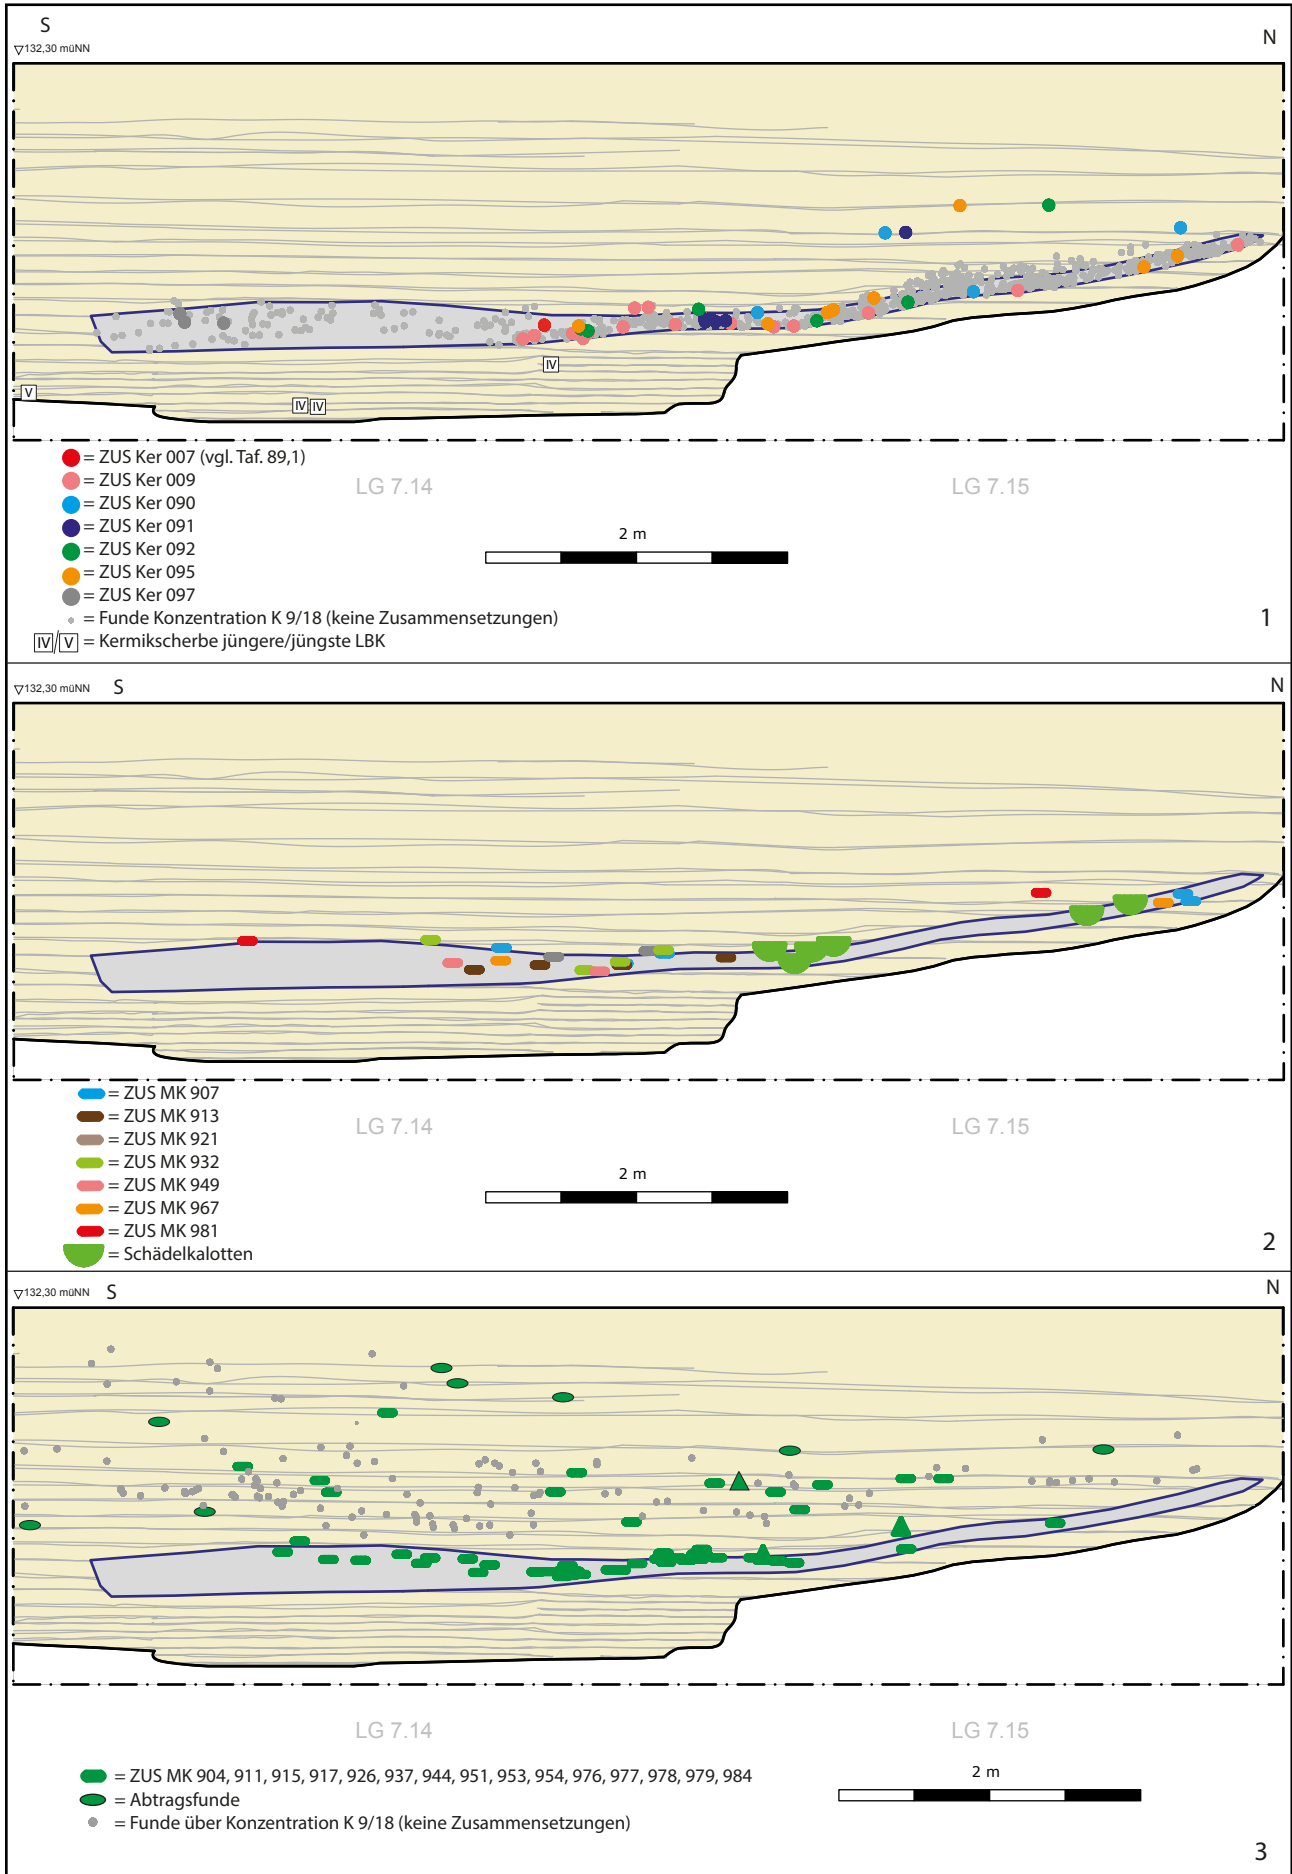 S
N
▽132,30 müNN
IV
V
IV IV
= ZUS Ker 007 (vgl. Taf. 89,1)
= ZUS Ker 009
= ZUS Ker 090
= ZUS Ker 091
= ZUS Ker 092
= ZUS Ker 095
= ZUS Ker 097
= Funde Konzentration K 9/18 (keine Zusammensetzungen)
IV/V = Kermikscherbe jüngere/jüngste LBK
LG 7.14
LG 7.15
2 m
1
▽132,30 müNN S
N
= ZUS MK 907
= ZUS MK 913
= ZUS MK 921
= ZUS MK 932
= ZUS MK 949
= ZUS MK 967
= ZUS MK 981
= Schädelkalotten
LG 7.14
LG 7.15
2 m
2
▽132,30 müNN S
N
LG 7.14
LG 7.15
= ZUS MK 904, 911, 915, 917, 926, 937, 944, 951, 953, 954, 976, 977, 978, 979, 984
= Abtragsfunde
= Funde über Konzentration K 9/18 (keine Zusammensetzungen)
2 m
3